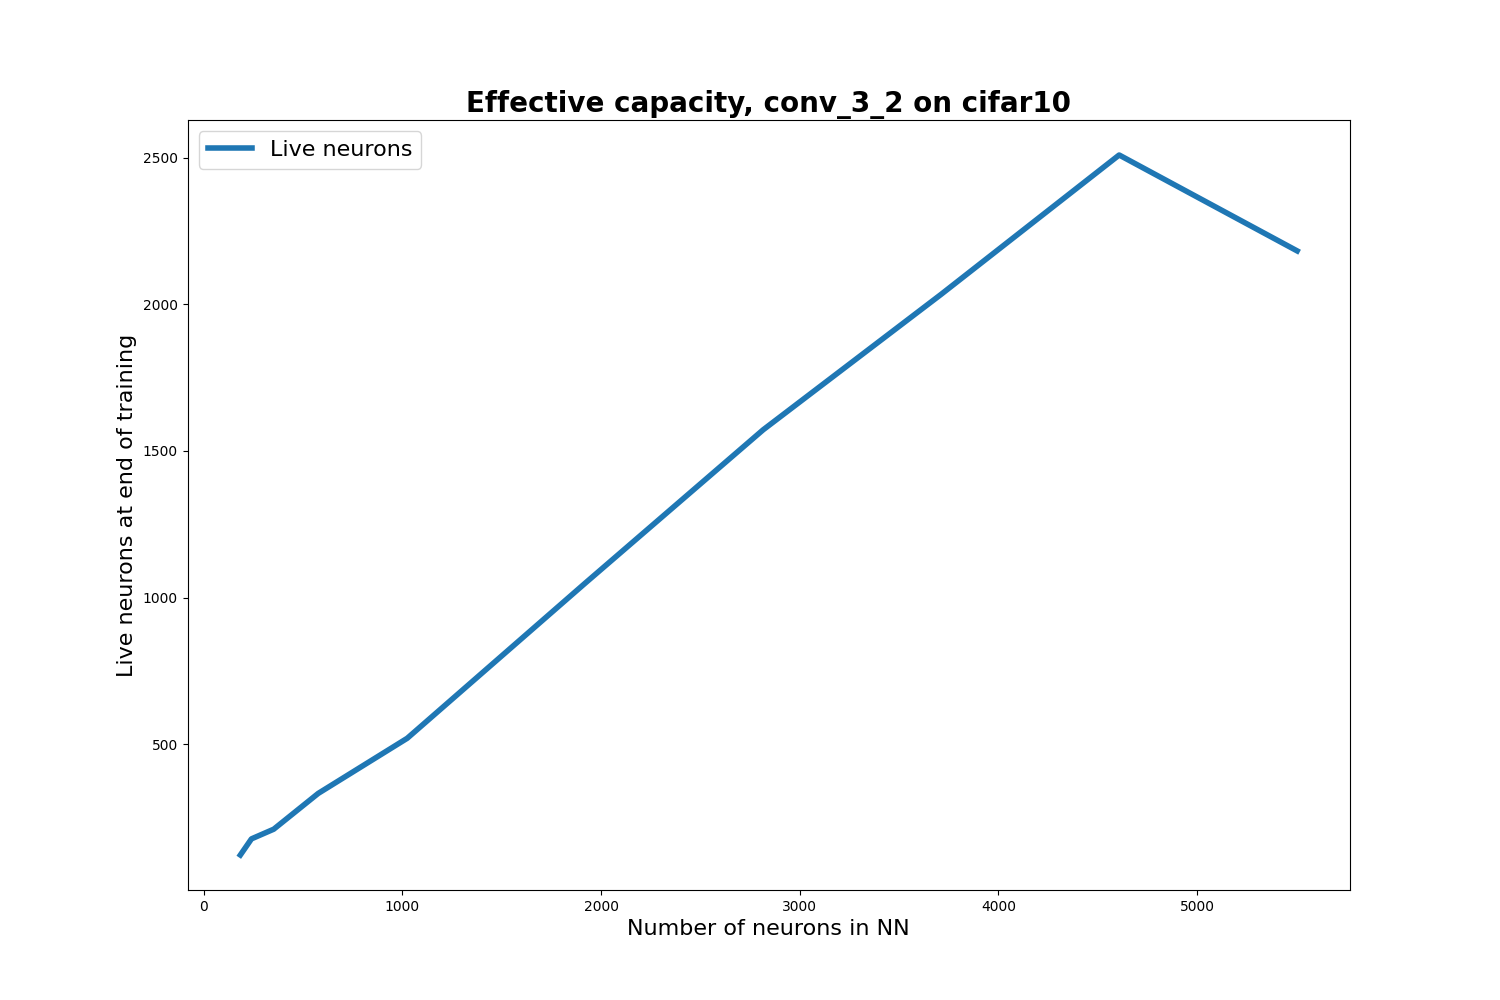 Effective capacity, conv_3_2 on cifar10
Live neurons
2500
2000
1500
1000
500
Live neurons at end of training
0 1000 2000 3000 4000 5000
Number of neurons in NN